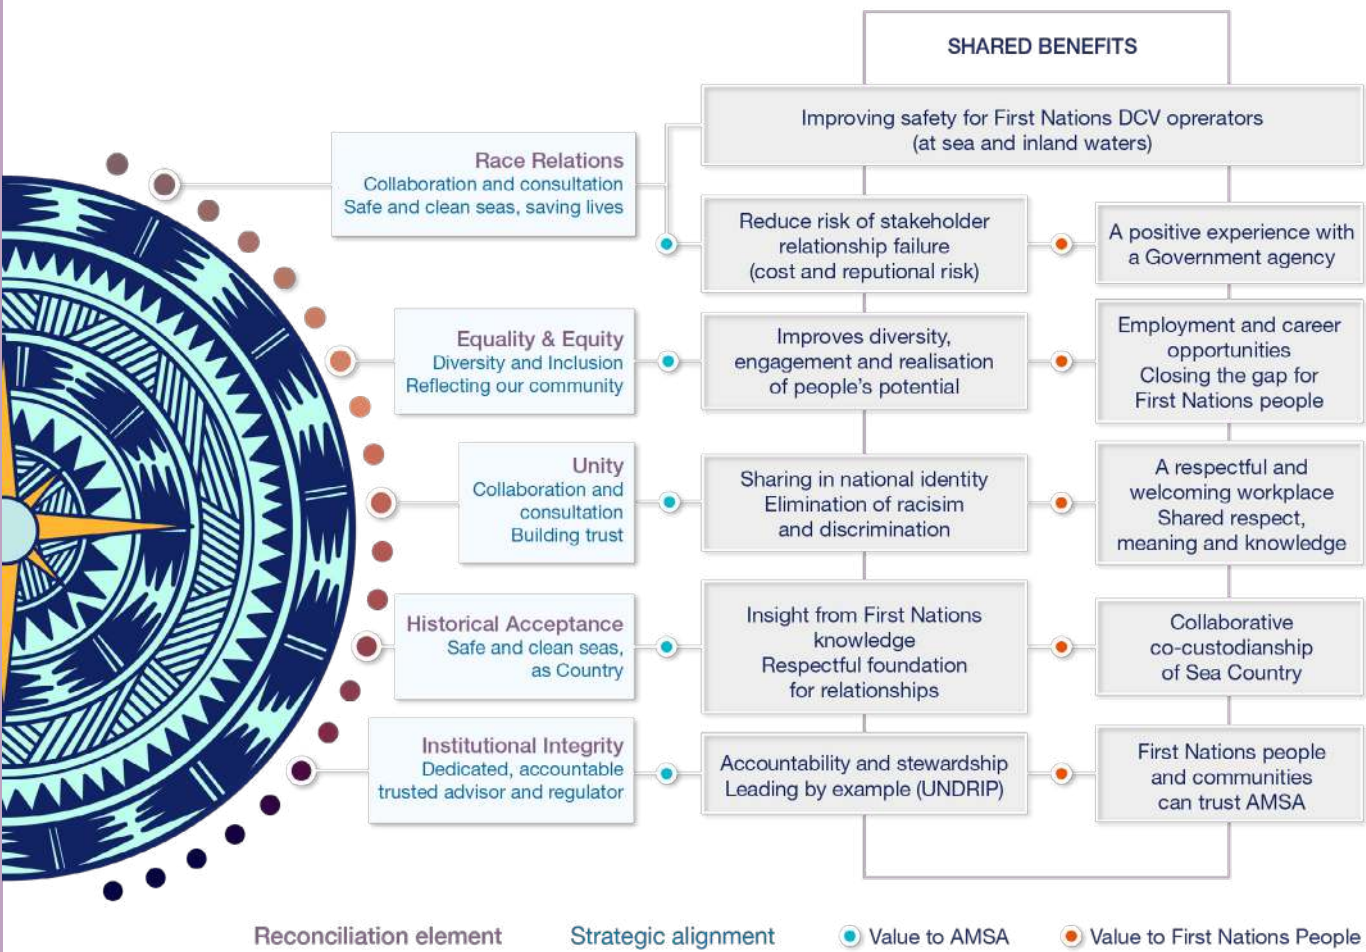 SHARED BENEFITS
Improving safety for First Nations DCV oprerators
(at sea and inland waters)
Race Relations
Collaboration and consultation
Safe and clean seas, saving lives
Reduce risk of stakeholder
relationship failure
(cost and reputional risk)
A positive experience with
a Government agency
Equality & Equity
Diversity and Inclusion
Reflecting our community
Improves diversity,
engagement and realisation
of people's potential
Employment and career
opportunities
Closing the gap for
First Nations people
Unity
Collaboration and
consultation
Building trust
Sharing in national identity
Elimination of racisim
and discrimination
A respectful and
welcoming workplace
Shared respect,
meaning and knowledge
Historical Acceptance
Safe and clean seas,
as Country
Insight from First Nations
knowledge
Respectful foundation
for relationships
Collaborative
co-custodianship
of Sea Country
Institutional Integrity
Dedicated, accountable
trusted advisor and regulator
Accountability and stewardship
Leading by example (UNDRIP)
First Nations people
and communities
can trust AMSA
Reconciliation element
Strategic alignment
Value to AMSA
Value to First Nations People